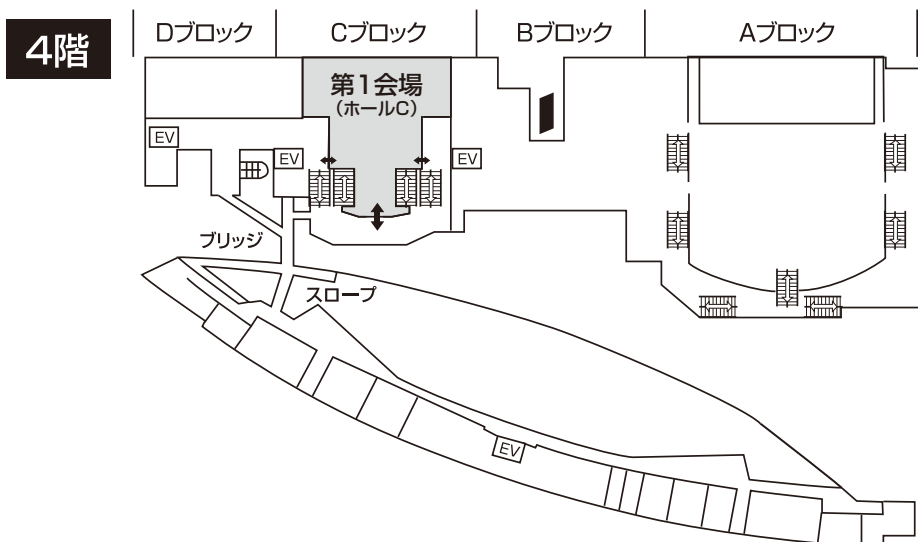 4階
Dブロック
Cブロック
Bブロック
Aブロック
第1会場
(ホールC)
EV
EV
EV
ブリッジ
スロープ
EV